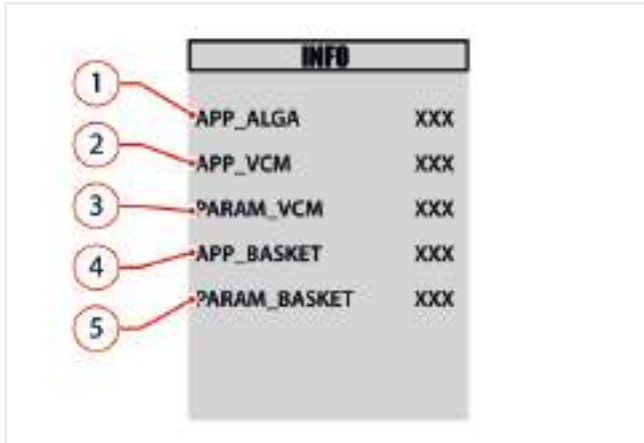 INFO
1 APP_ALGA XXX
2 APP_VCM XXX
3 PARAM_VCM XXX
4 APP_BASKET XXX
5 PARAM_BASKET XXX